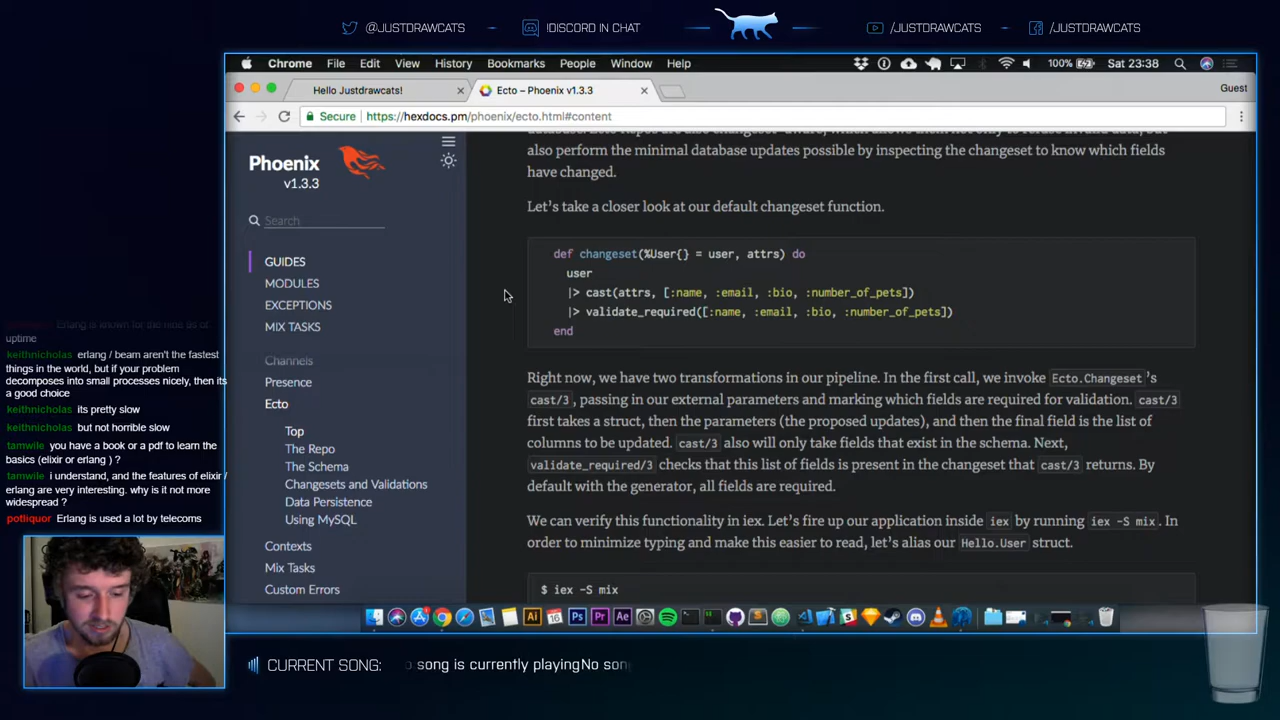 @JUSTDRAWCATS
!DISCORD IN CHAT
/JUSTDRAWCATS
/JUSTDRAWCATS
Chrome File Edit View History Bookmarks People Window Help
100% Sat 23:38
Hello Justdrawcats!
Ecto – Phoenix v1.3.3
Guest
Secure https://hexdocs.pm/phoenix/ecto.html#content
Phoenix
v1.3.3
Search
GUIDES
MODULES
EXCEPTIONS
MIX TASKS
Channels
Presence
Ecto
Top
The Repo
The Schema
Changesets and Validations
Data Persistence
Using MySQL
Contexts
Mix Tasks
Custom Errors
also perform the minimal database updates possible by inspecting the changeset to know which fields
have changed.
Let’s take a closer look at our default changeset function.
def changeset(%User{} = user, attrs) do
user
|> cast(attrs, [:name, :email, :bio, :number_of_pets])
|> validate_required([:name, :email, :bio, :number_of_pets])
end
Right now, we have two transformations in our pipeline. In the first call, we invoke Ecto.Changeset ’s
cast/3, passing in our external parameters and marking which fields are required for validation. cast/3
first takes a struct, then the parameters (the proposed updates), and then the final field is the list of
columns to be updated. cast/3 also will only take fields that exist in the schema. Next,
validate_required/3 checks that this list of fields is present in the changeset that cast/3 returns. By
default with the generator, all fields are required.
We can verify this functionality in iex. Let’s fire up our application inside iex by running iex -S mix. In
order to minimize typing and make this easier to read, let’s alias our Hello.User struct.
$ iex -S mix
Erlang is known for the nine as of
uptime
keithnicholas erlang / beam aren't the fastest
things in the world, but if your problem
decomposes into small processes nicely, then its
a good choice
keithnicholas its pretty slow
keithnicholas but not horrible slow
tamwile you have a book or a pdf to learn the
basics (elixir or erlang ) ?
tamwile i understand, and the features of elixir /
erlang are very interesting. why is it not more
widespread ?
potliquor Erlang is used a lot by telecoms
CURRENT SONG:
o song is currently playingNo son